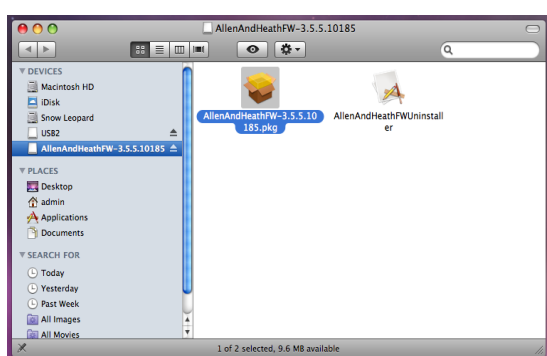 AllenAndHeathFW-3.5.5.10185
DEVICES
Macintosh HD
iDisk
Snow Leopard
USB2
AllenAndHeathFW-3.5.5.10185
PLACES
Desktop
admin
Applications
Documents
SEARCH FOR
Today
Yesterday
Past Week
All Images
All Movies
AllenAndHeathFW-3.5.5.10
185.pkg
AllenAndHeathFWUninstall
er
1 of 2 selected, 9.6 MB available